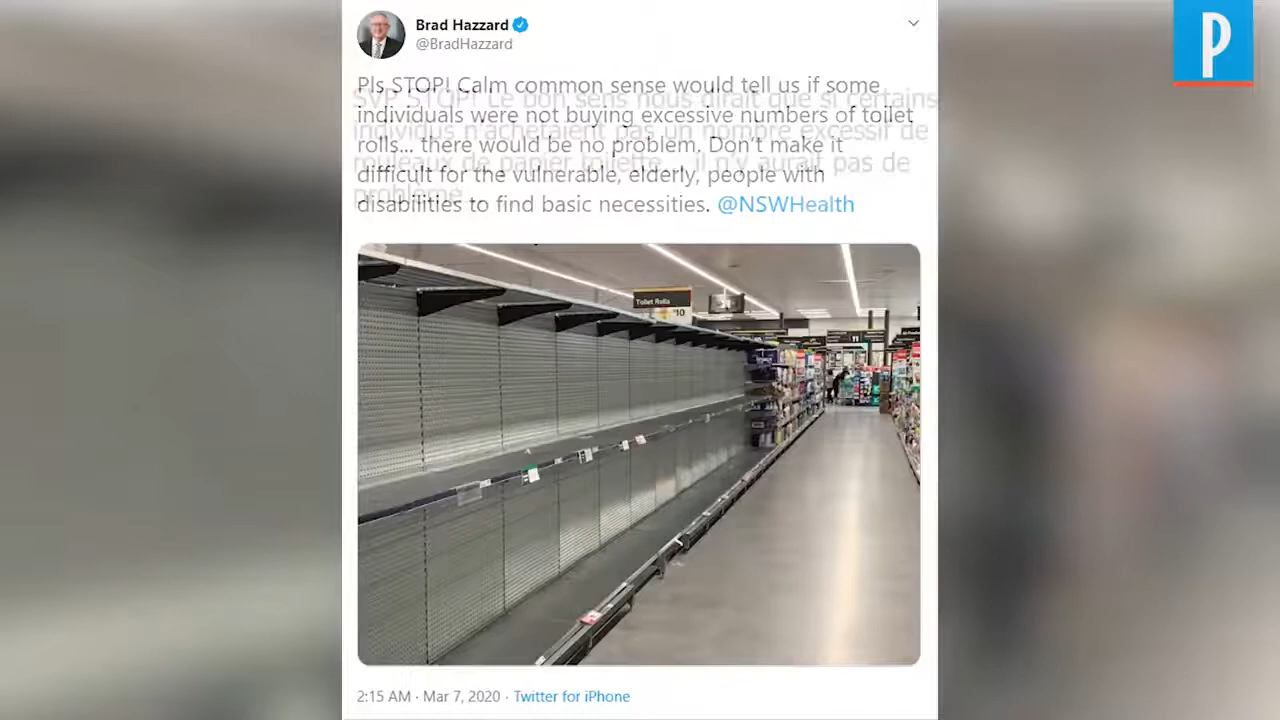 Brad Hazzard
@BradHazzard
P
Pls STOP! Calm common sense would tell us if some
individuals were not buying excessive numbers of toilet
rolls... there would be no problem. Don't make it
difficult for the vulnerable, elderly, people with
disabilities to find basic necessities. @NSWHealth
SVP STOP! Le bon sens nous dirait que si certains
individus n'achetaient pas un nombre excessif de
rouleaux de papier toilette... il n'y aurait pas de
problème.
Toilet Rolls
$10
11
2:15 AM · Mar 7, 2020 · Twitter for iPhone